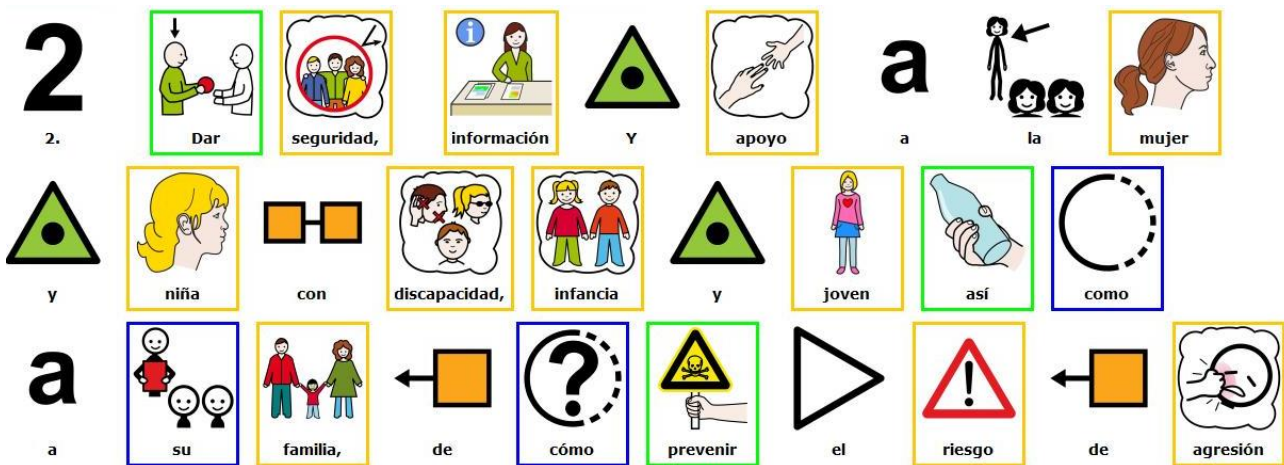 2. Dar seguridad, información Y apoyo a la mujer
y niña con discapacidad, infancia y joven así como
a su familia, de cómo prevenir el riesgo de agresión